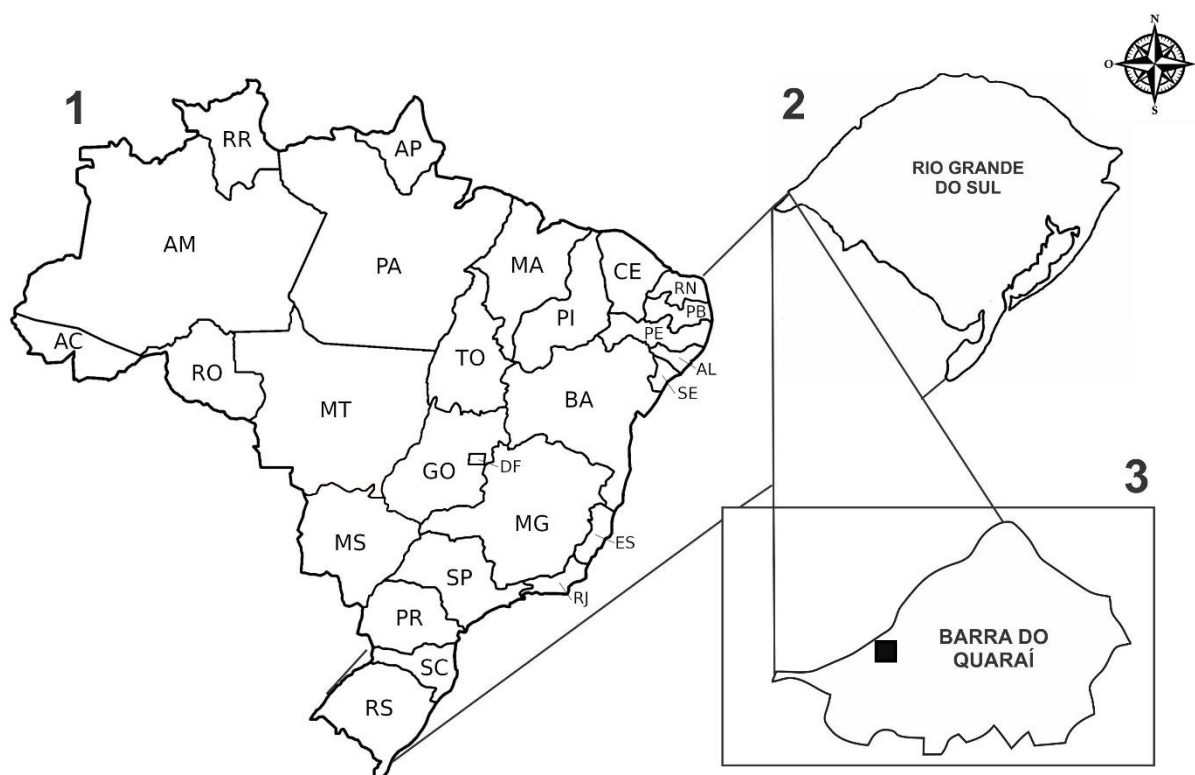 1
RR
AP
AM
PA
MA
CE
RN
PB
PI
PE
AC
TO
AL
RO
SE
BA
MT
GO
DF
MG
MS
ES
SP
RJ
PR
SC
RS
2
N
O
E
S
RIO GRANDE
DO SUL
3
BARRA DO
QUARAÍ